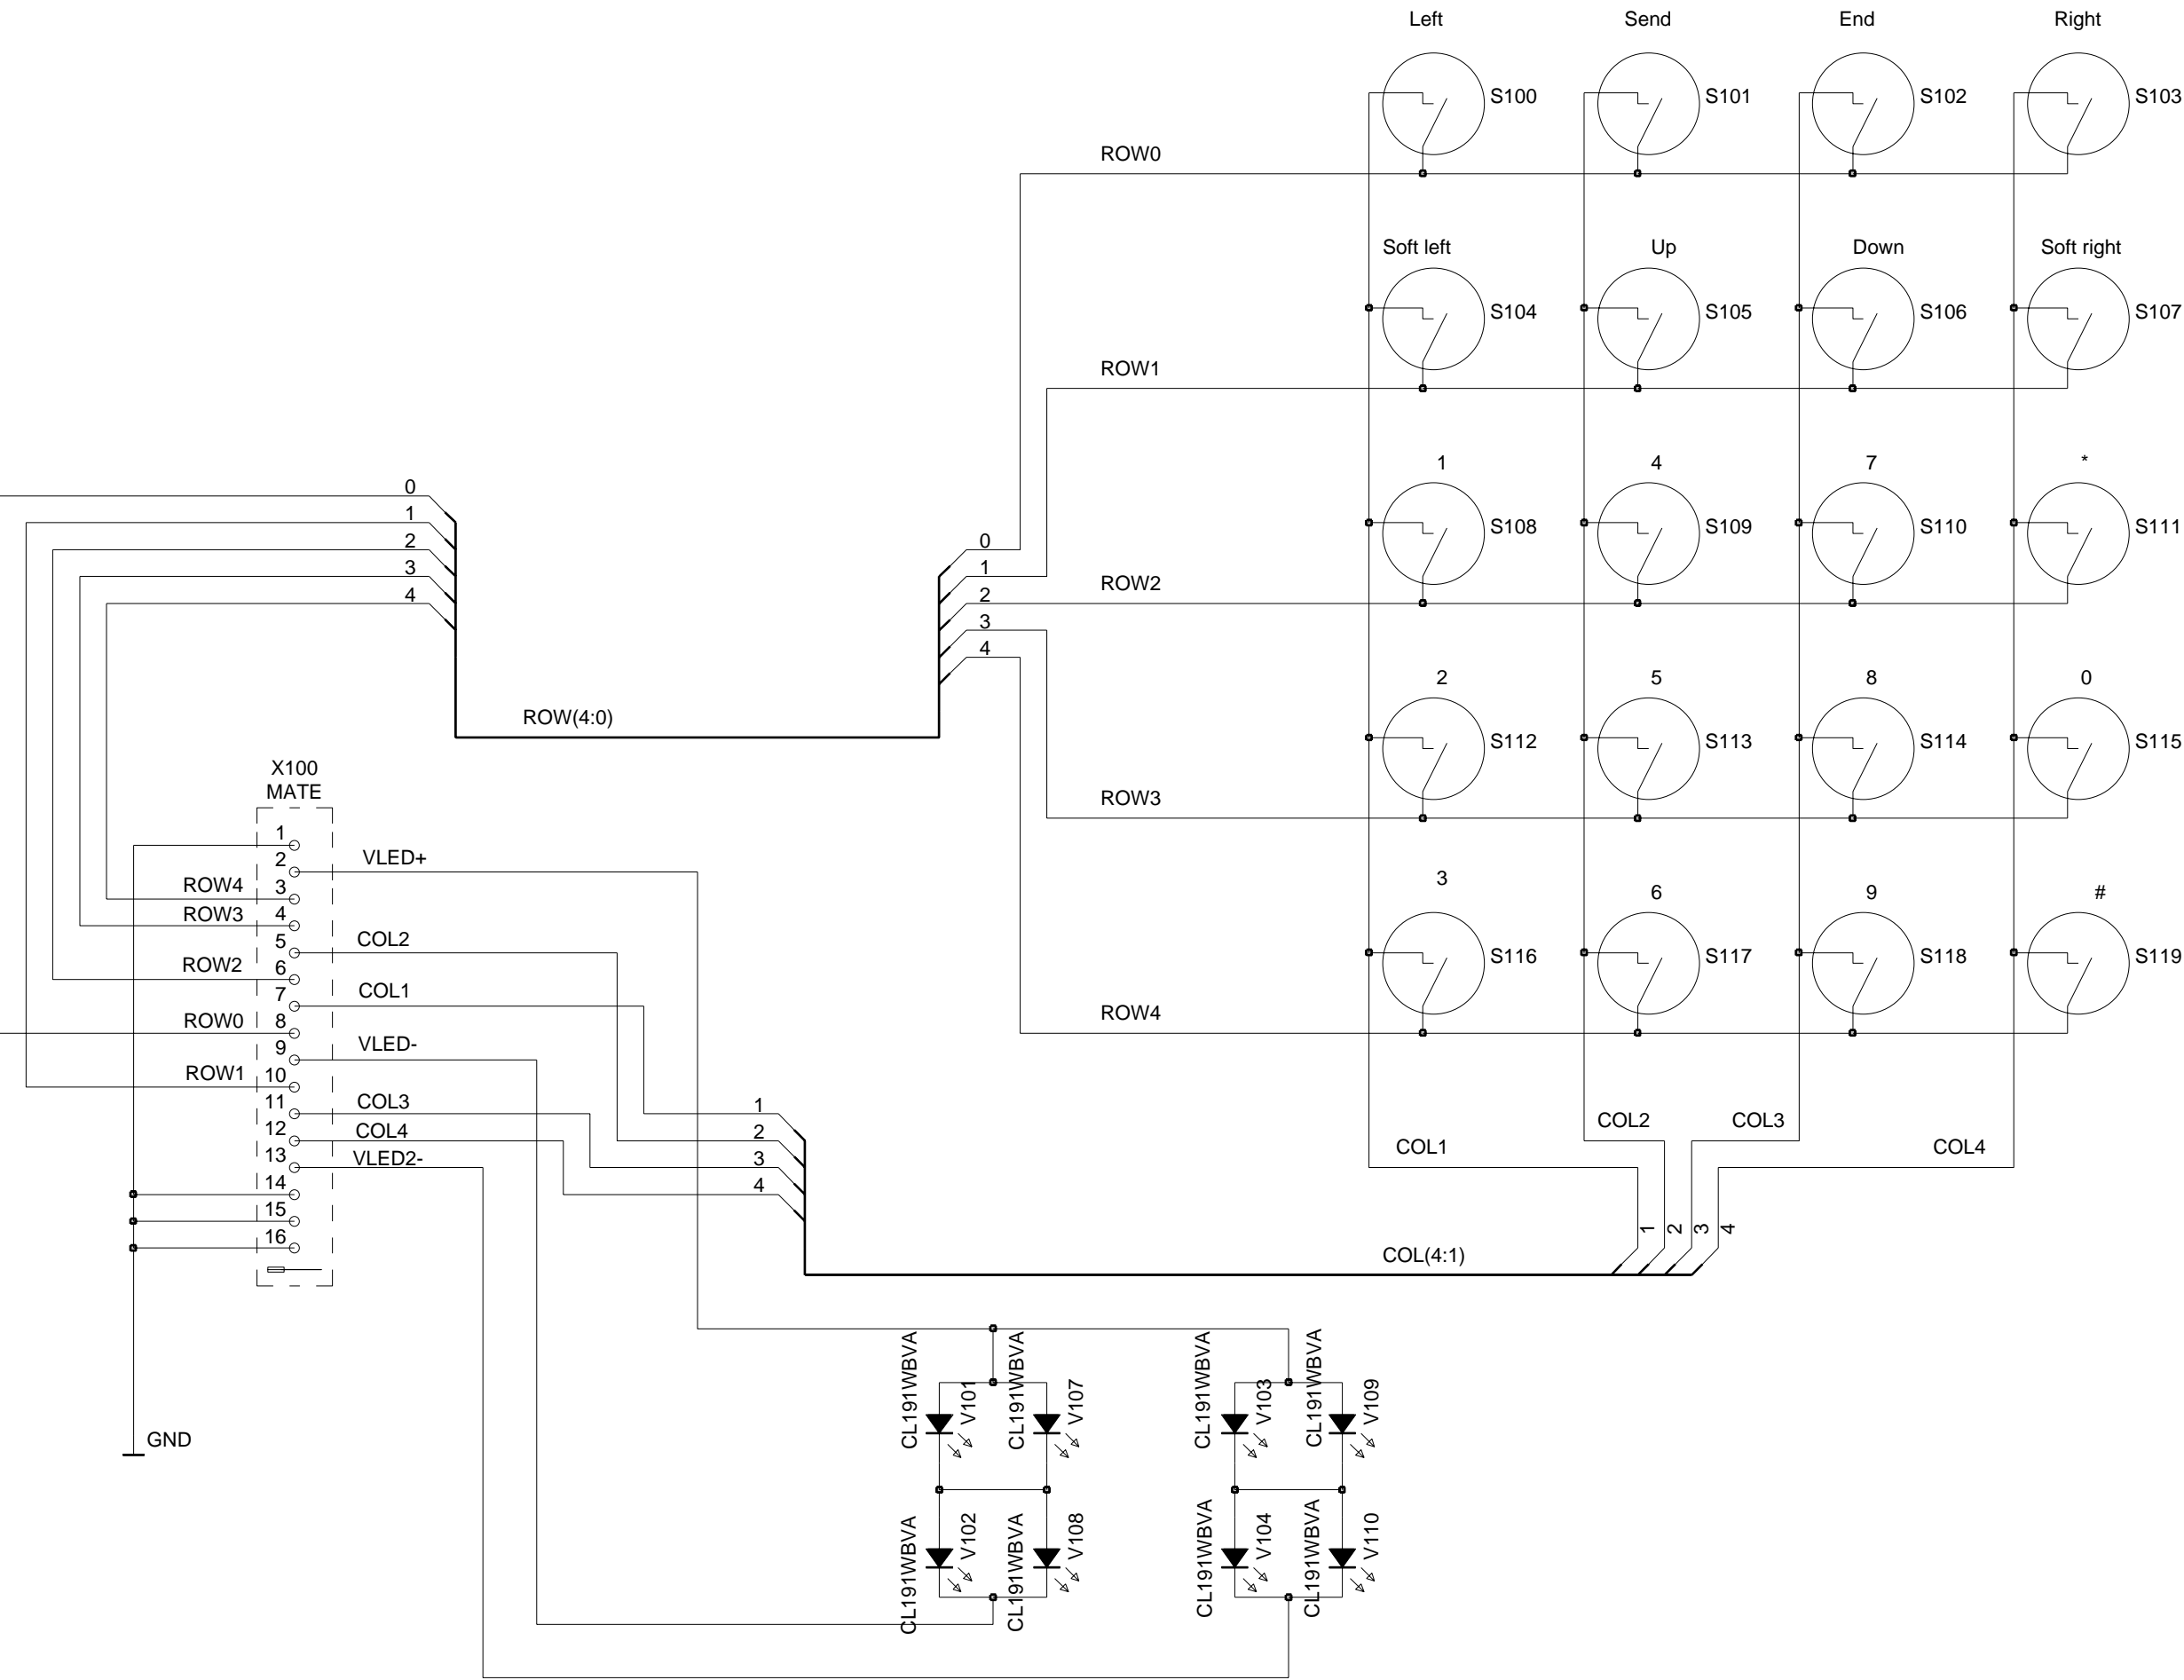 Left Send End Right
S100 S101 S102 S103
ROW0
Soft left Up Down Soft right
S104 S105 S106 S107
ROW1
1 4 7 *
0
1
2
3
4
S108 S109 S110 S111
0
1
2
3
4
ROW2
2 5 8 0
ROW(4:0)
S112 S113 S114 S115
X100
MATE
ROW3
1
2 VLED+
ROW4 3
ROW3 4
5 COL2
ROW2 6
7 COL1
ROW0 8
9 VLED-
ROW1 10
11 COL3
12 COL4
13 VLED2-
14
15
16
3 6 9 #
S116 S117 S118 S119
ROW4
1
2
3
4
COL2 COL3
COL1 COL4
1 2 3 4
COL(4:1)
GND
CL191WBVA V101 CL191WBVA V107 CL191WBVA V103 CL191WBVA V109
CL191WBVA V102 CL191WBVA V108 CL191WBVA V104 CL191WBVA V110